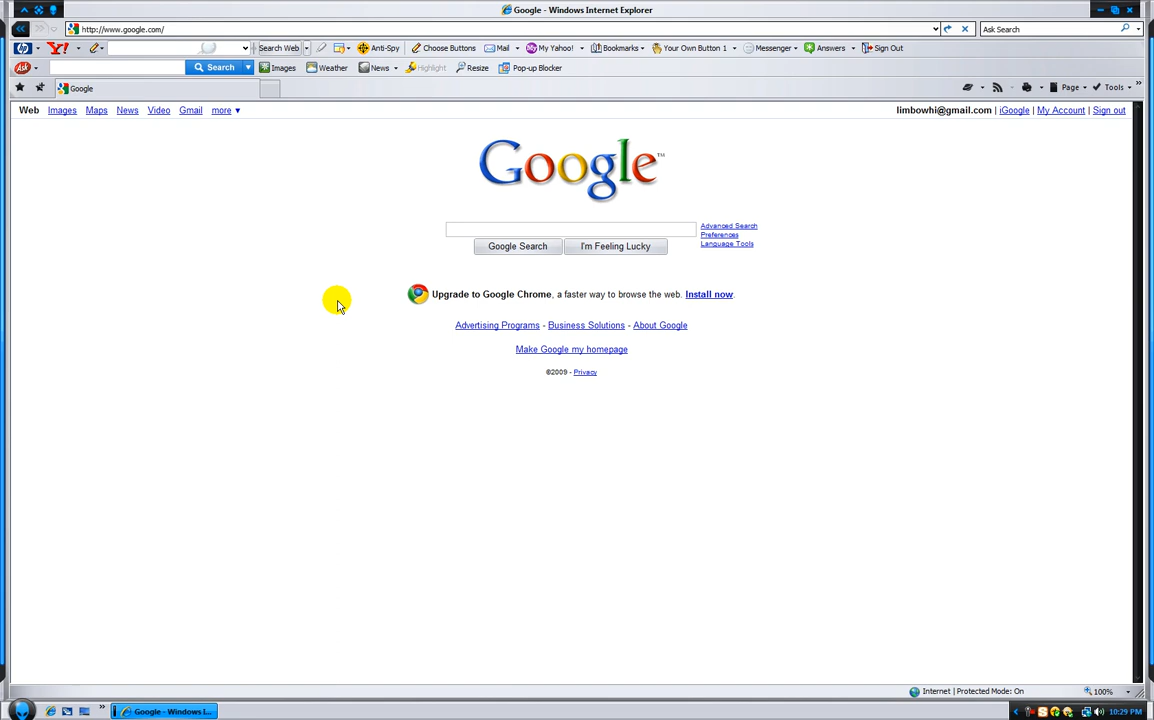 Google - Windows Internet Explorer
http://www.google.com/
Ask Search
Search Web
Anti-Spy
Choose Buttons
Mail
My Yahoo!
Bookmarks
Your Own Button 1
Messenger
Answers
Sign Out
Ask
Search
Images
Weather
News
Highlight
Resize
Pop-up Blocker
Google
Page
Tools
Web Images Maps News Video Gmail more ▼
limbowhi@gmail.com | iGoogle | My Account | Sign out
Google™
Advanced Search
Preferences
Language Tools
Google Search
I'm Feeling Lucky
Upgrade to Google Chrome, a faster way to browse the web. Install now.
Advertising Programs - Business Solutions - About Google
Make Google my homepage
©2009 - Privacy
Internet | Protected Mode: On
100%
Google - Windows I...
10:29 PM